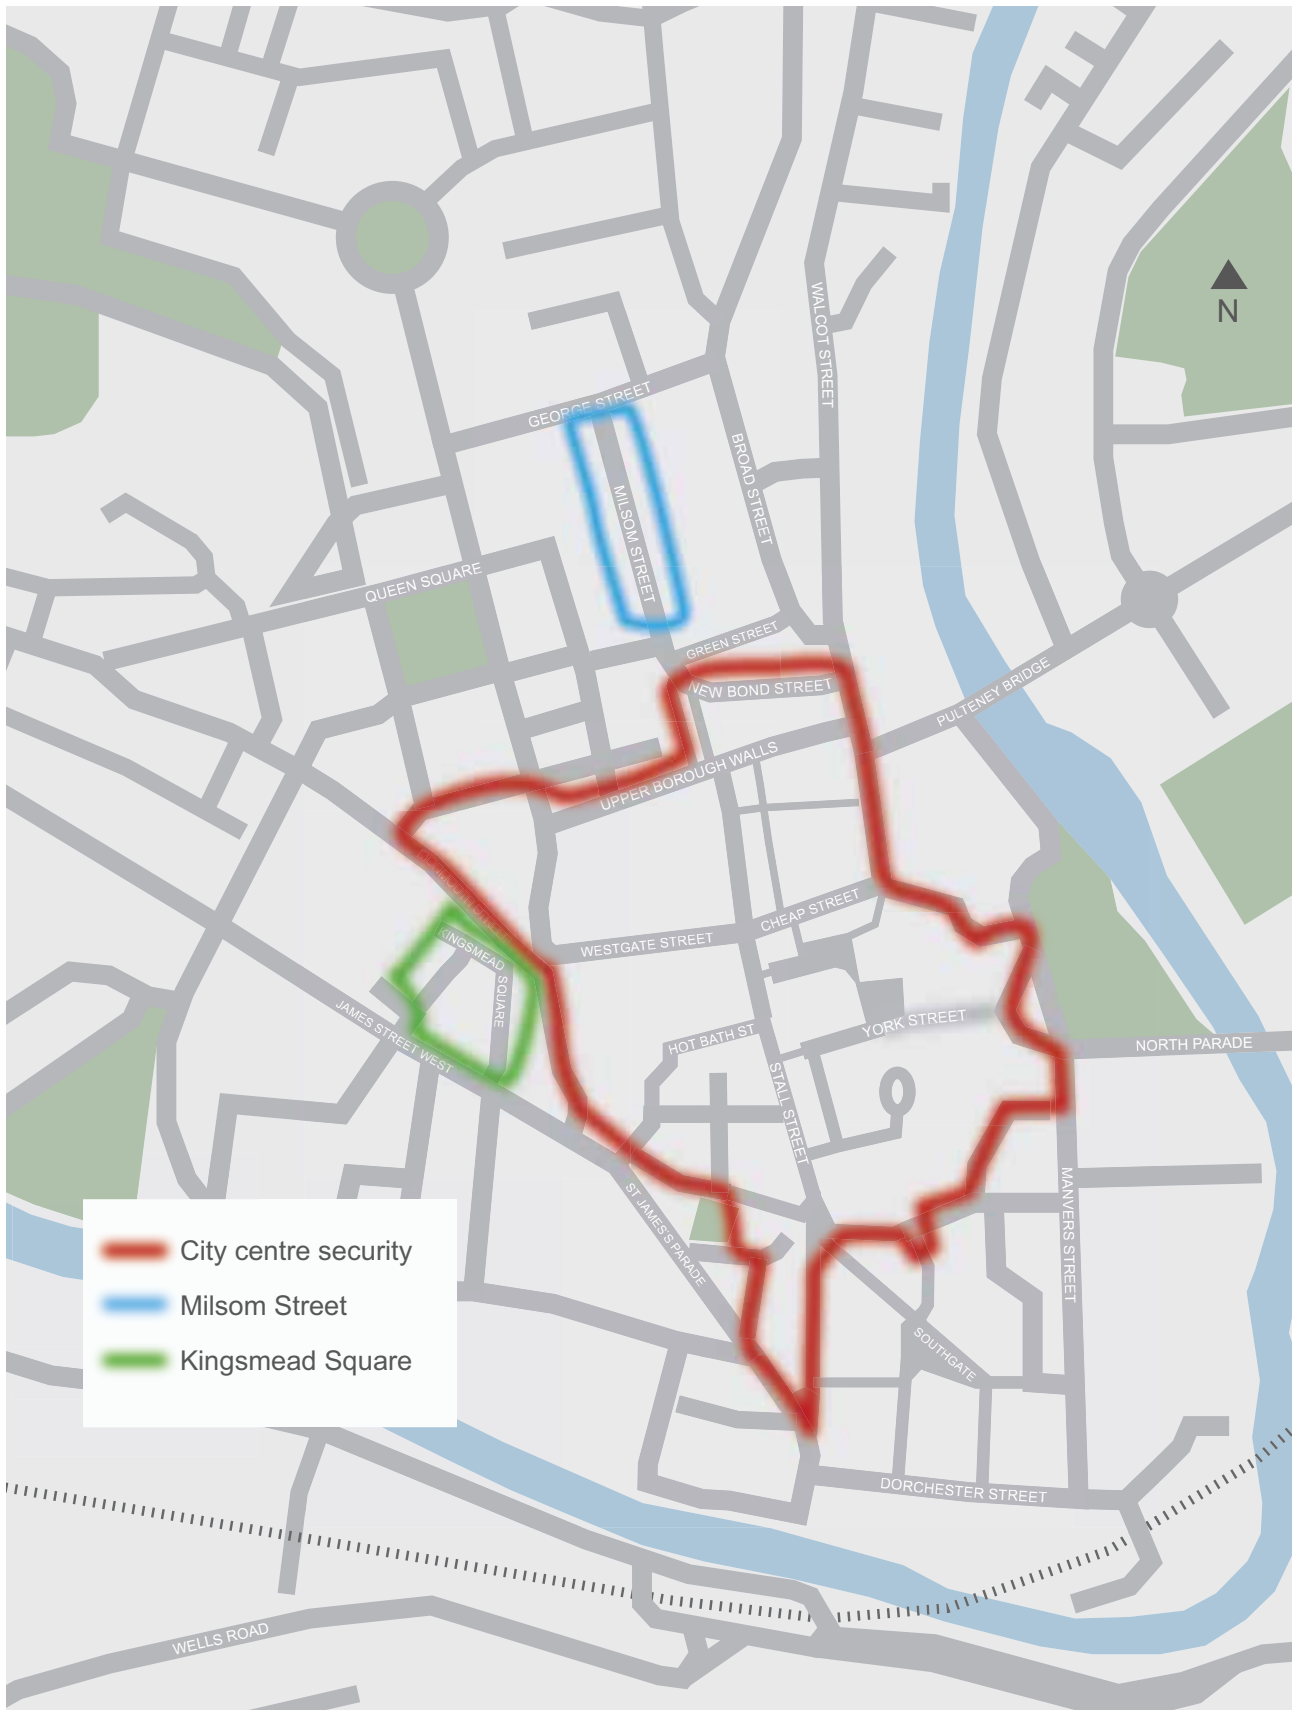 N
WALCOT STREET
GEORGE STREET
BROAD STREET
MILSOM STREET
QUEEN SQUARE
GREEN STREET
PULTENEY BRIDGE
NEW BOND STREET
UPPER BOROUGH WALLS
CHEAP STREET
WESTGATE STREET
KINGSMEAD
SQUARE
JAMES STREET WEST
YORK STREET
HOT BATH ST
NORTH PARADE
STALL STREET
ST JAMES'S PARADE
MANVERS STREET
City centre security
Milsom Street
Kingsmead Square
SOUTHGATE
DORCHESTER STREET
WELLS ROAD